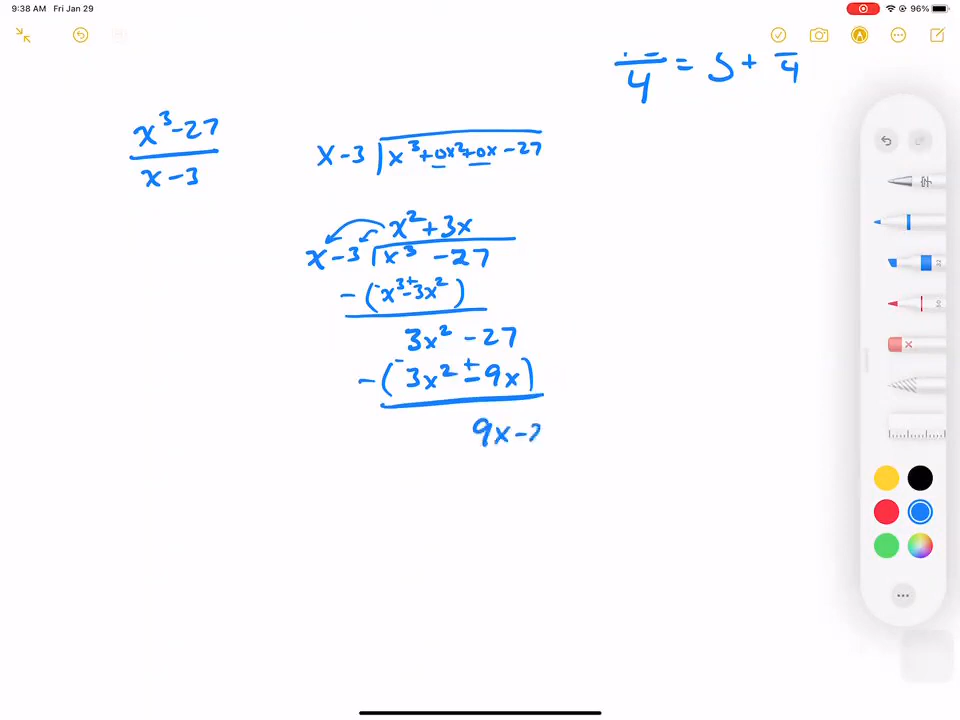 9:38 AM Fri Jan 29
96%
4 = 5 + 4
x³-27
x-3
x-3 x³+0x²+0x-27
x²+3x
x-3 x³ -27
-(x³-3x²)
3x² -27
-(3x² - 9x)
9x-2